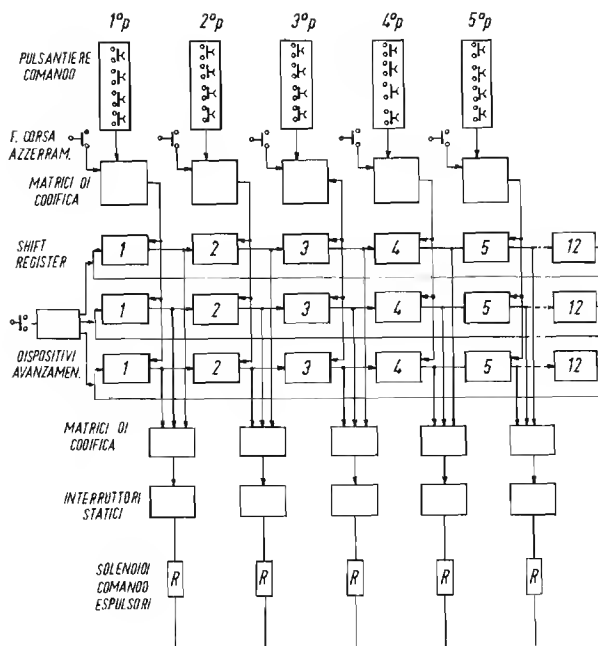 1°p 2°p 3°p 4°p 5°p
PULSANTIERE
COMANDO
F. CORSA
AZZERRAM.
MATRICI DI
CODIFICA
SHIFT
REGISTER
1 2 3 4 5 12
1 2 3 4 5 12
DISPOSITIVI
AVANZAMEN.
1 2 3 4 5 12
MATRICI DI
CODIFICA
INTERRUTTORI
STATICI
SOLENOIDI
COMANDO
ESPULSORI
R R R R R